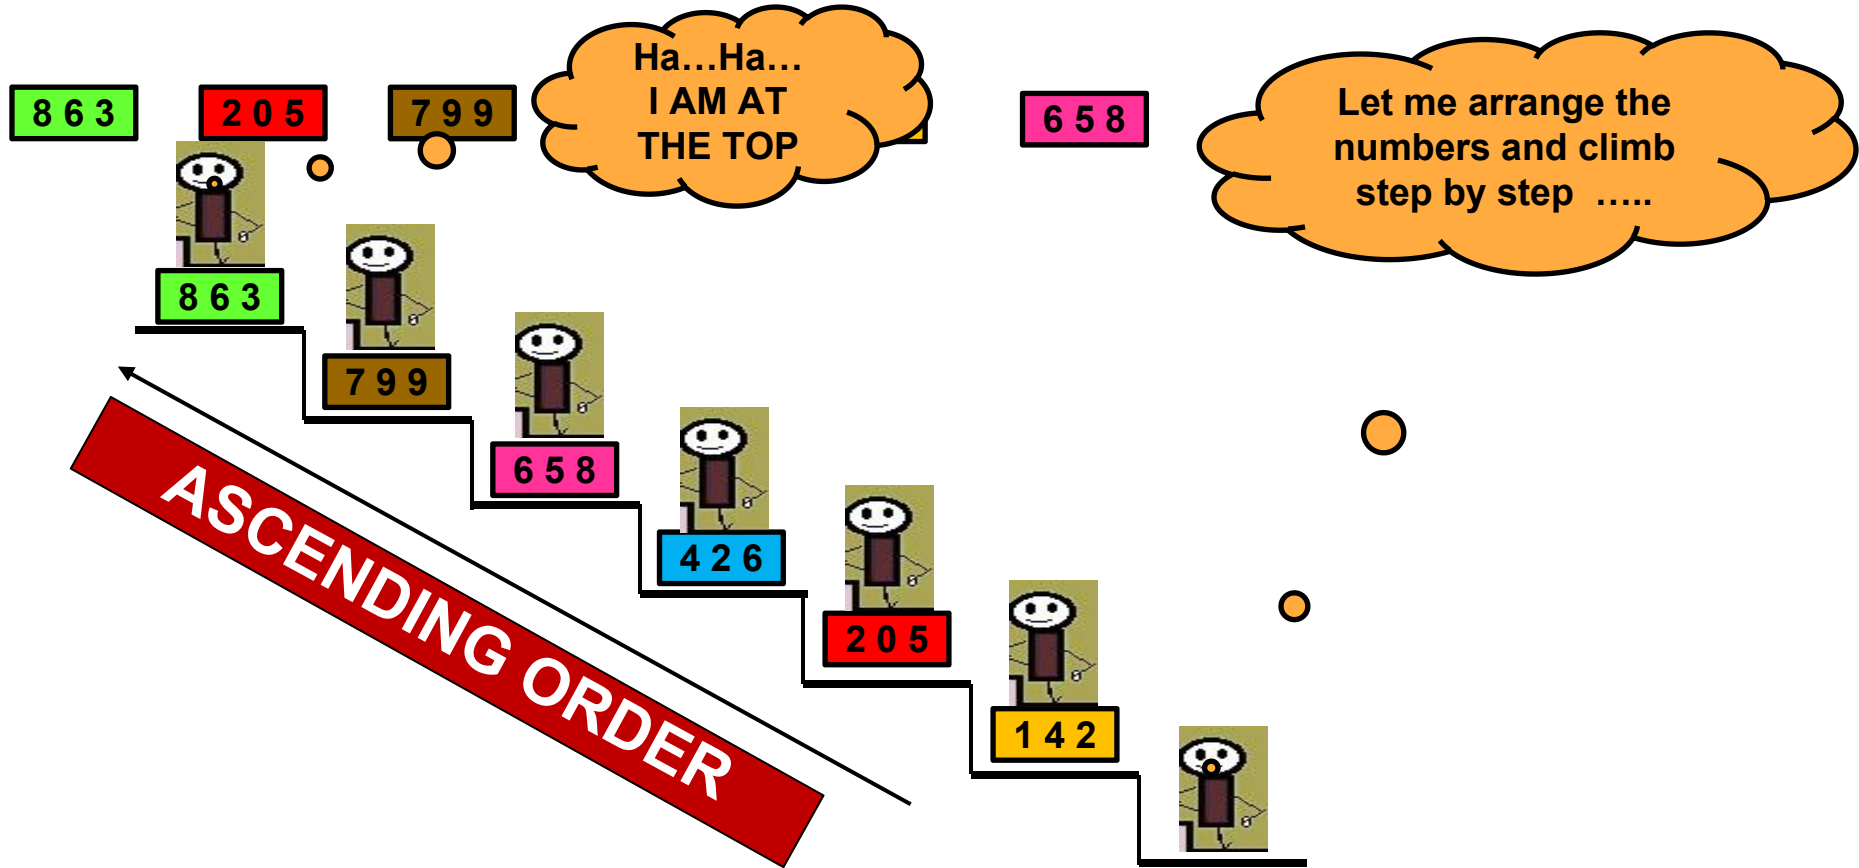 Ha...Ha...
I AM AT
THE TOP
8 6 3
2 0 5
7 9 9
6 5 8
Let me arrange the
numbers and climb
step by step …..
8 6 3
7 9 9
6 5 8
4 2 6
2 0 5
1 4 2
ASCENDING ORDER